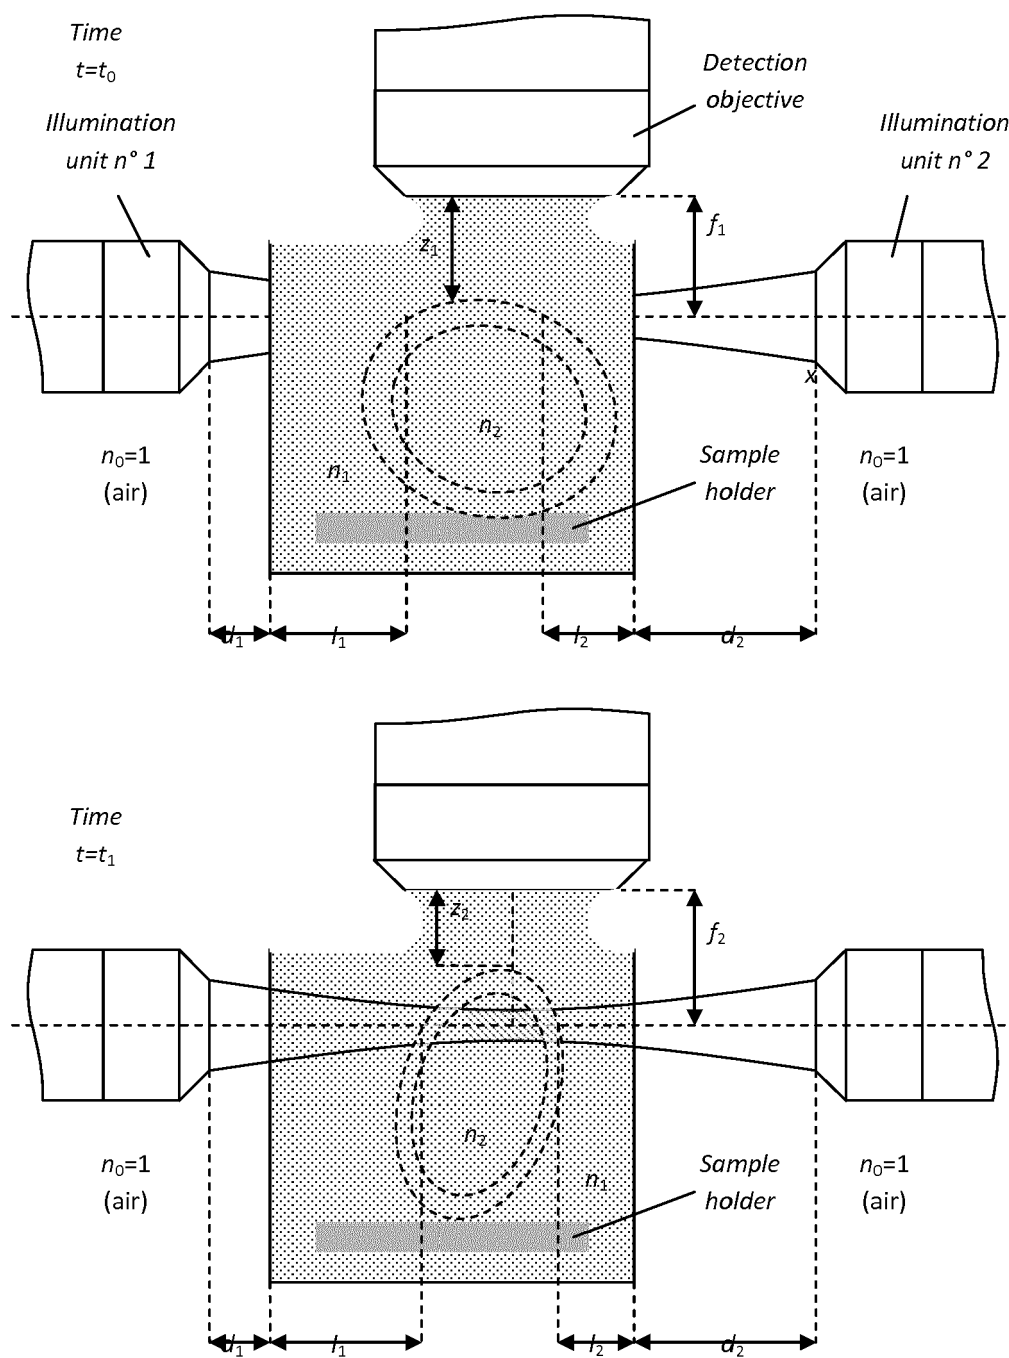 Time
t=t0
Detection
objective
Illumination
unit n° 1
Illumination
unit n° 2
z1
f1
x
n2
n0=1
(air)
n1
Sample
holder
n0=1
(air)
d1
l1
l2
d2
Time
t=t1
z2
f2
n2
n0=1
(air)
Sample
holder
n1
n0=1
(air)
d1
l1
l2
d2